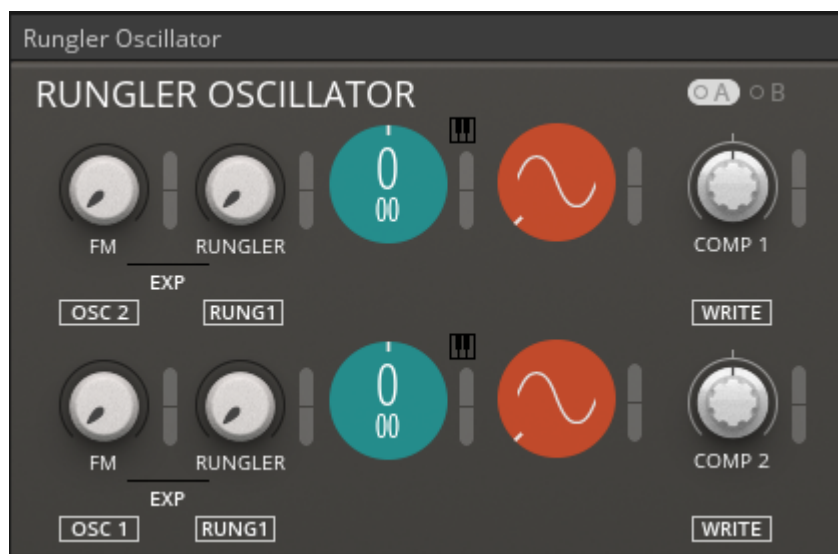 Rungler Oscillator
RUNGLER OSCILLATOR A B
0
00
FM RUNGLER COMP 1
EXP
OSC 2 RUNG1 WRITE
0
00
FM RUNGLER COMP 2
EXP
OSC 1 RUNG1 WRITE